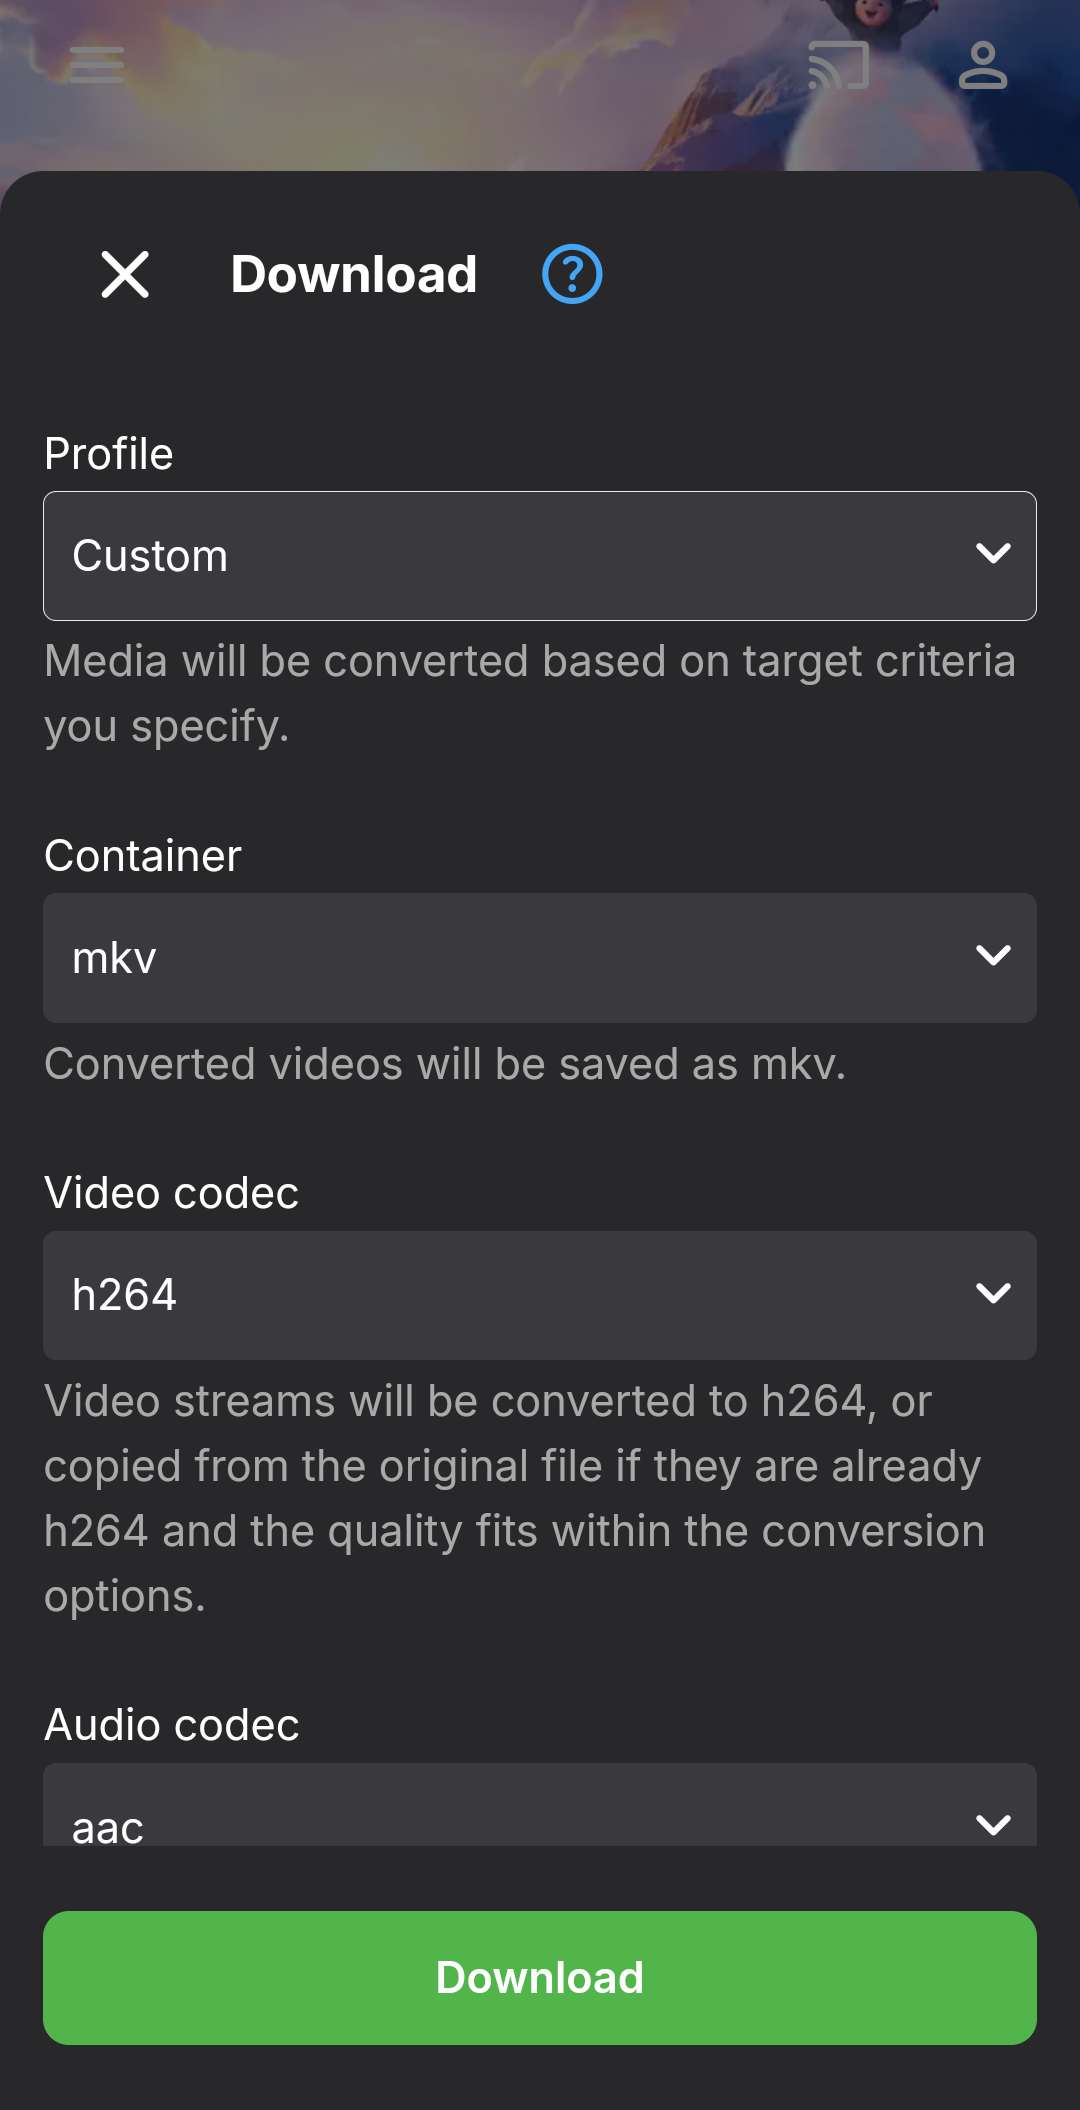 Download
Profile
Custom
Media will be converted based on target criteria
you specify.
Container
mkv
Converted videos will be saved as mkv.
Video codec
h264
Video streams will be converted to h264, or
copied from the original file if they are already
h264 and the quality fits within the conversion
options.
Audio codec
aac
Download